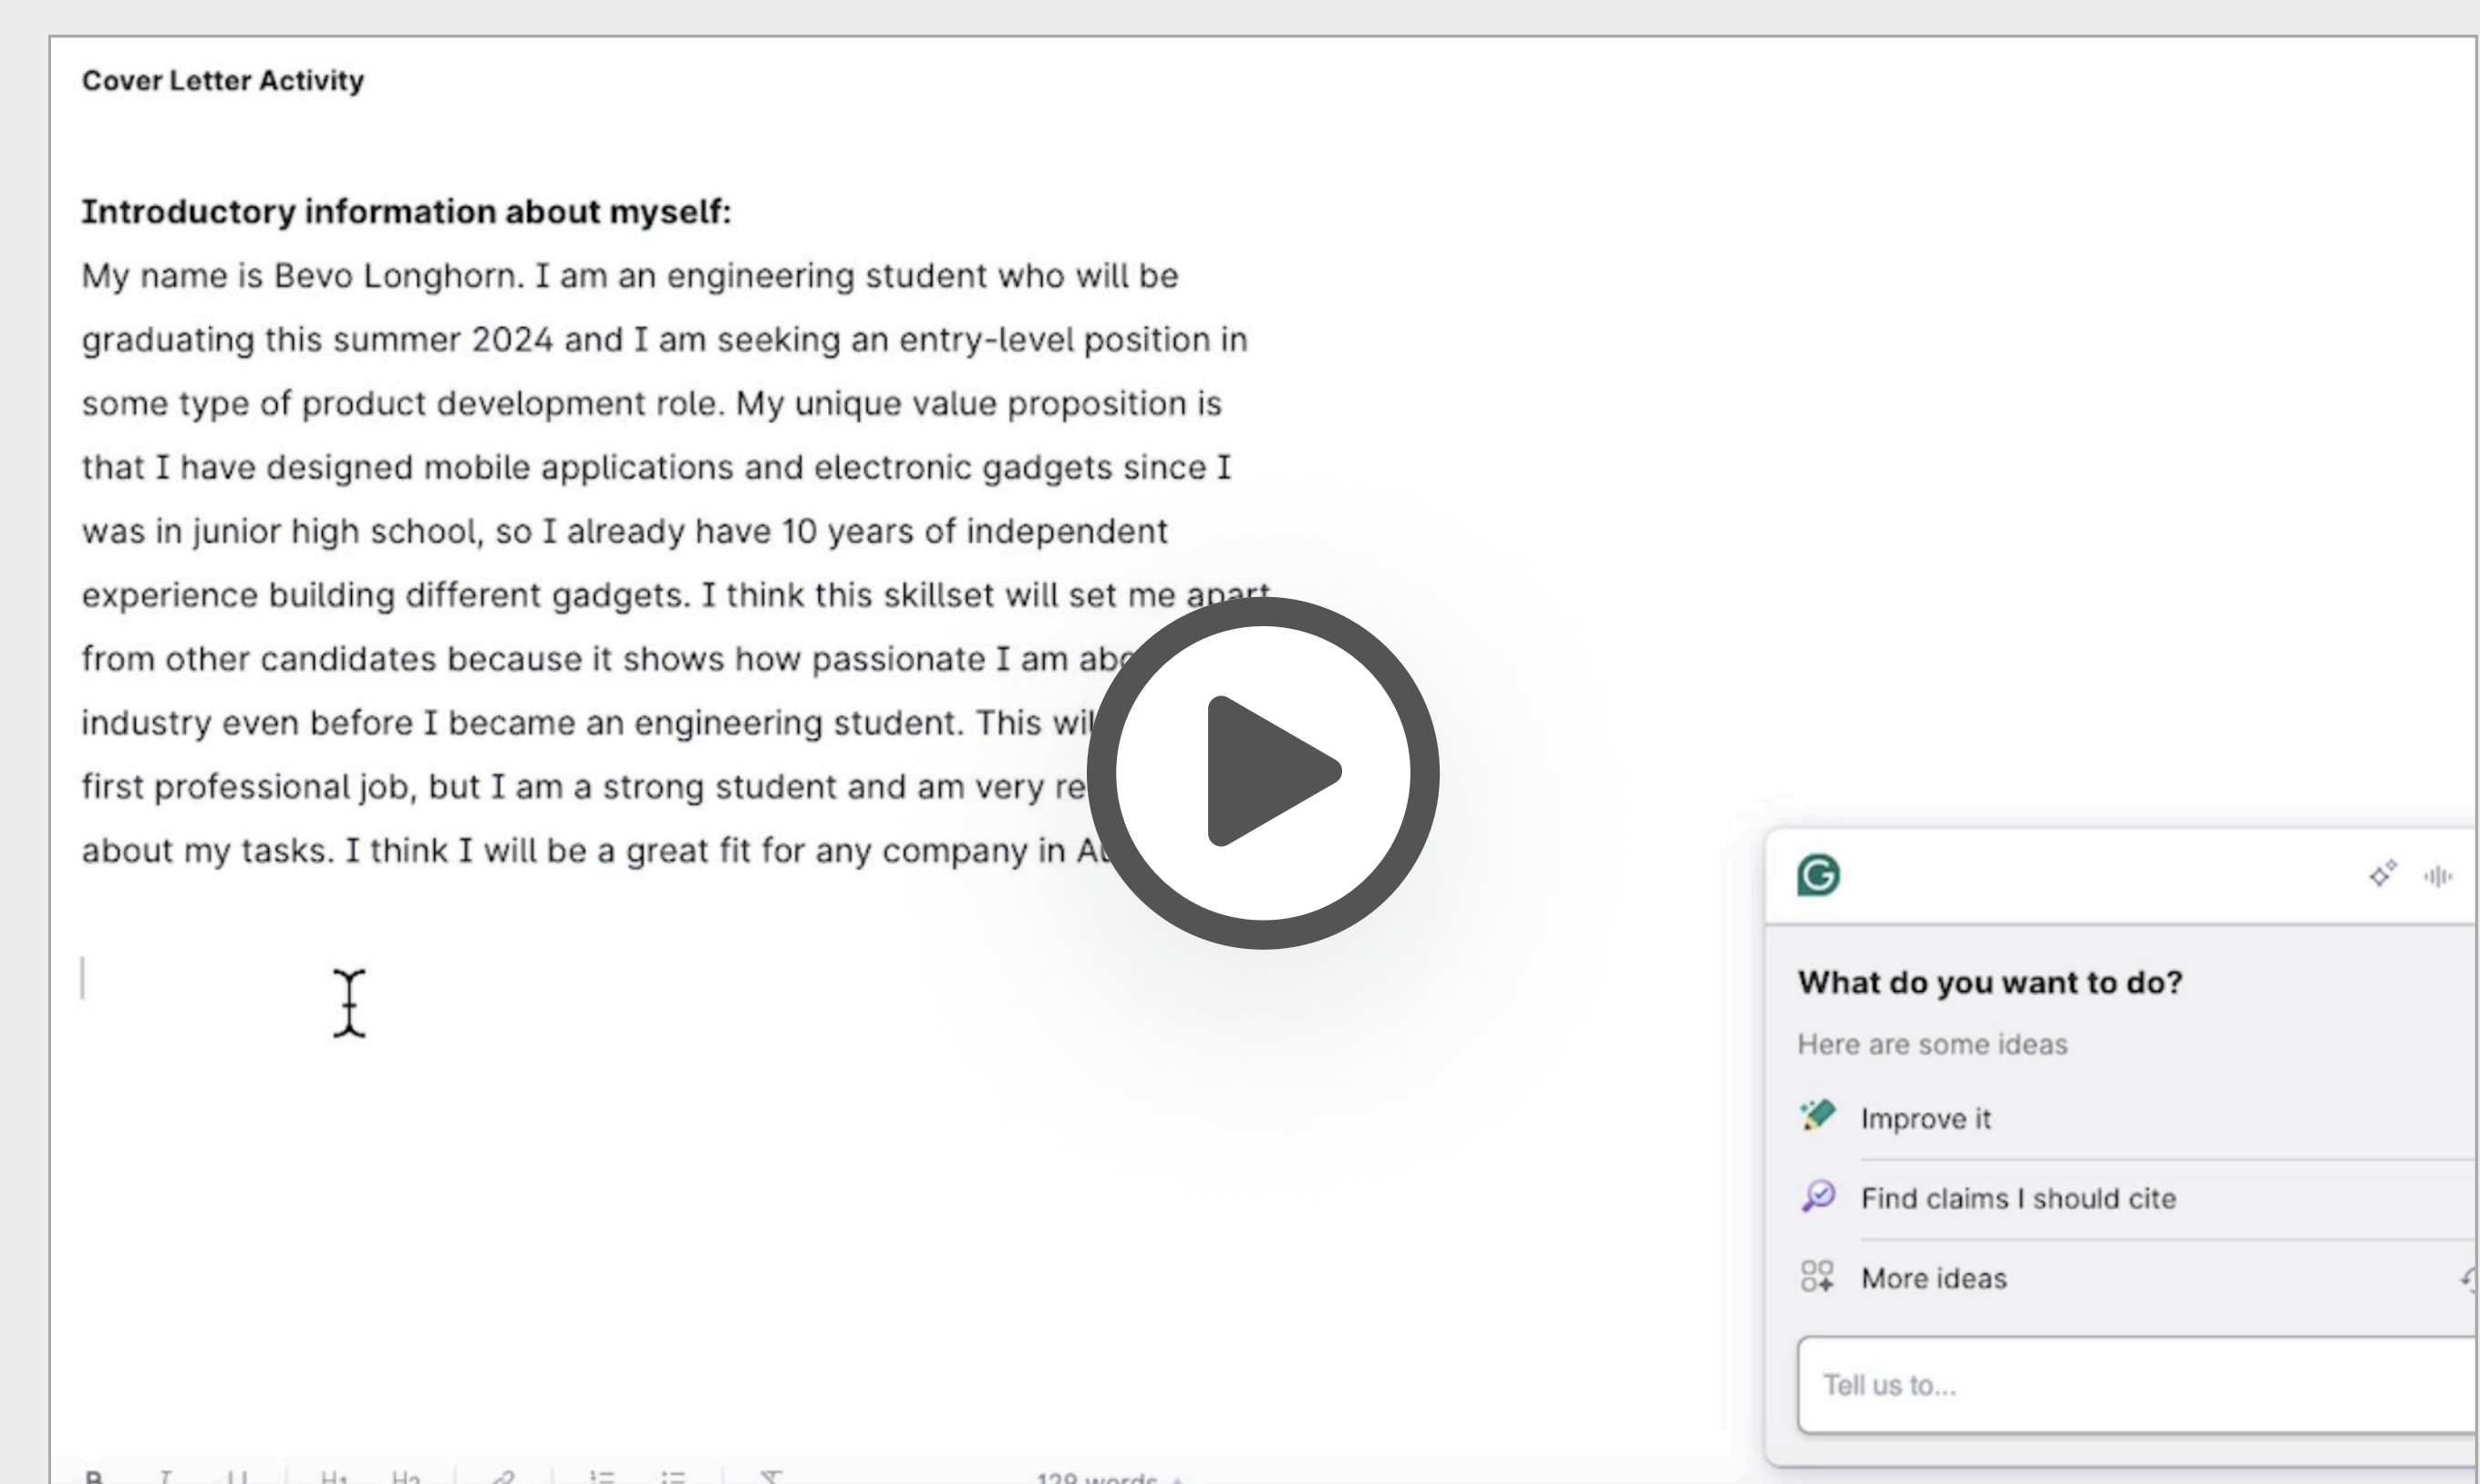 Cover Letter Activity
Introductory information about myself:
My name is Bevo Longhorn. I am an engineering student who will be
graduating this summer 2024 and I am seeking an entry-level position in
some type of product development role. My unique value proposition is
that I have designed mobile applications and electronic gadgets since I
was in junior high school, so I already have 10 years of independent
experience building different gadgets. I think this skillset will set me apart
from other candidates because it shows how passionate I am
industry even before I became an engineering student. This
first professional job, but I am a strong student and am very
about my tasks. I think I will be a great fit for any company in
G
What do you want to do?
Here are some ideas
Improve it
Find claims I should cite
More ideas
Tell us to...
B I U H1 H2
129 words